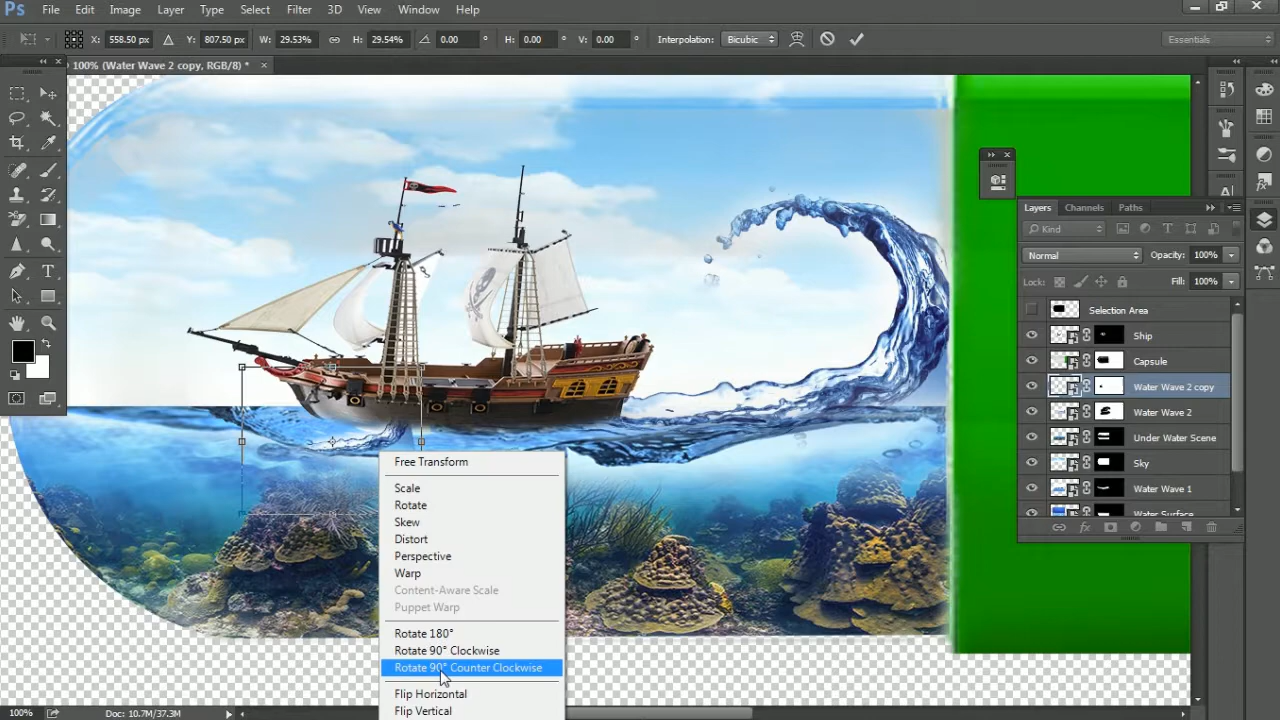 Ps File Edit Image Layer Type Select Filter 3D View Window Help
X: 558.50 px Y: 807.50 px W: 29.53% H: 29.54% 0.00 ° H: 0.00 ° V: 0.00 ° Interpolation: Bicubic Essentials
100% (Water Wave 2 copy, RGB/8) * ×
Layers Channels Paths
Kind
Normal Opacity: 100%
Lock: Fill: 100%
Selection Area
Ship
Capsule
Water Wave 2 copy
Water Wave 2
Under Water Scene
Sky
Water Wave 1
Water Surface
Free Transform
Scale
Rotate
Skew
Distort
Perspective
Warp
Content-Aware Scale
Puppet Warp
Rotate 180°
Rotate 90° Clockwise
Rotate 90° Counter Clockwise
Flip Horizontal
Flip Vertical
100% Doc: 10.7M/37.3M